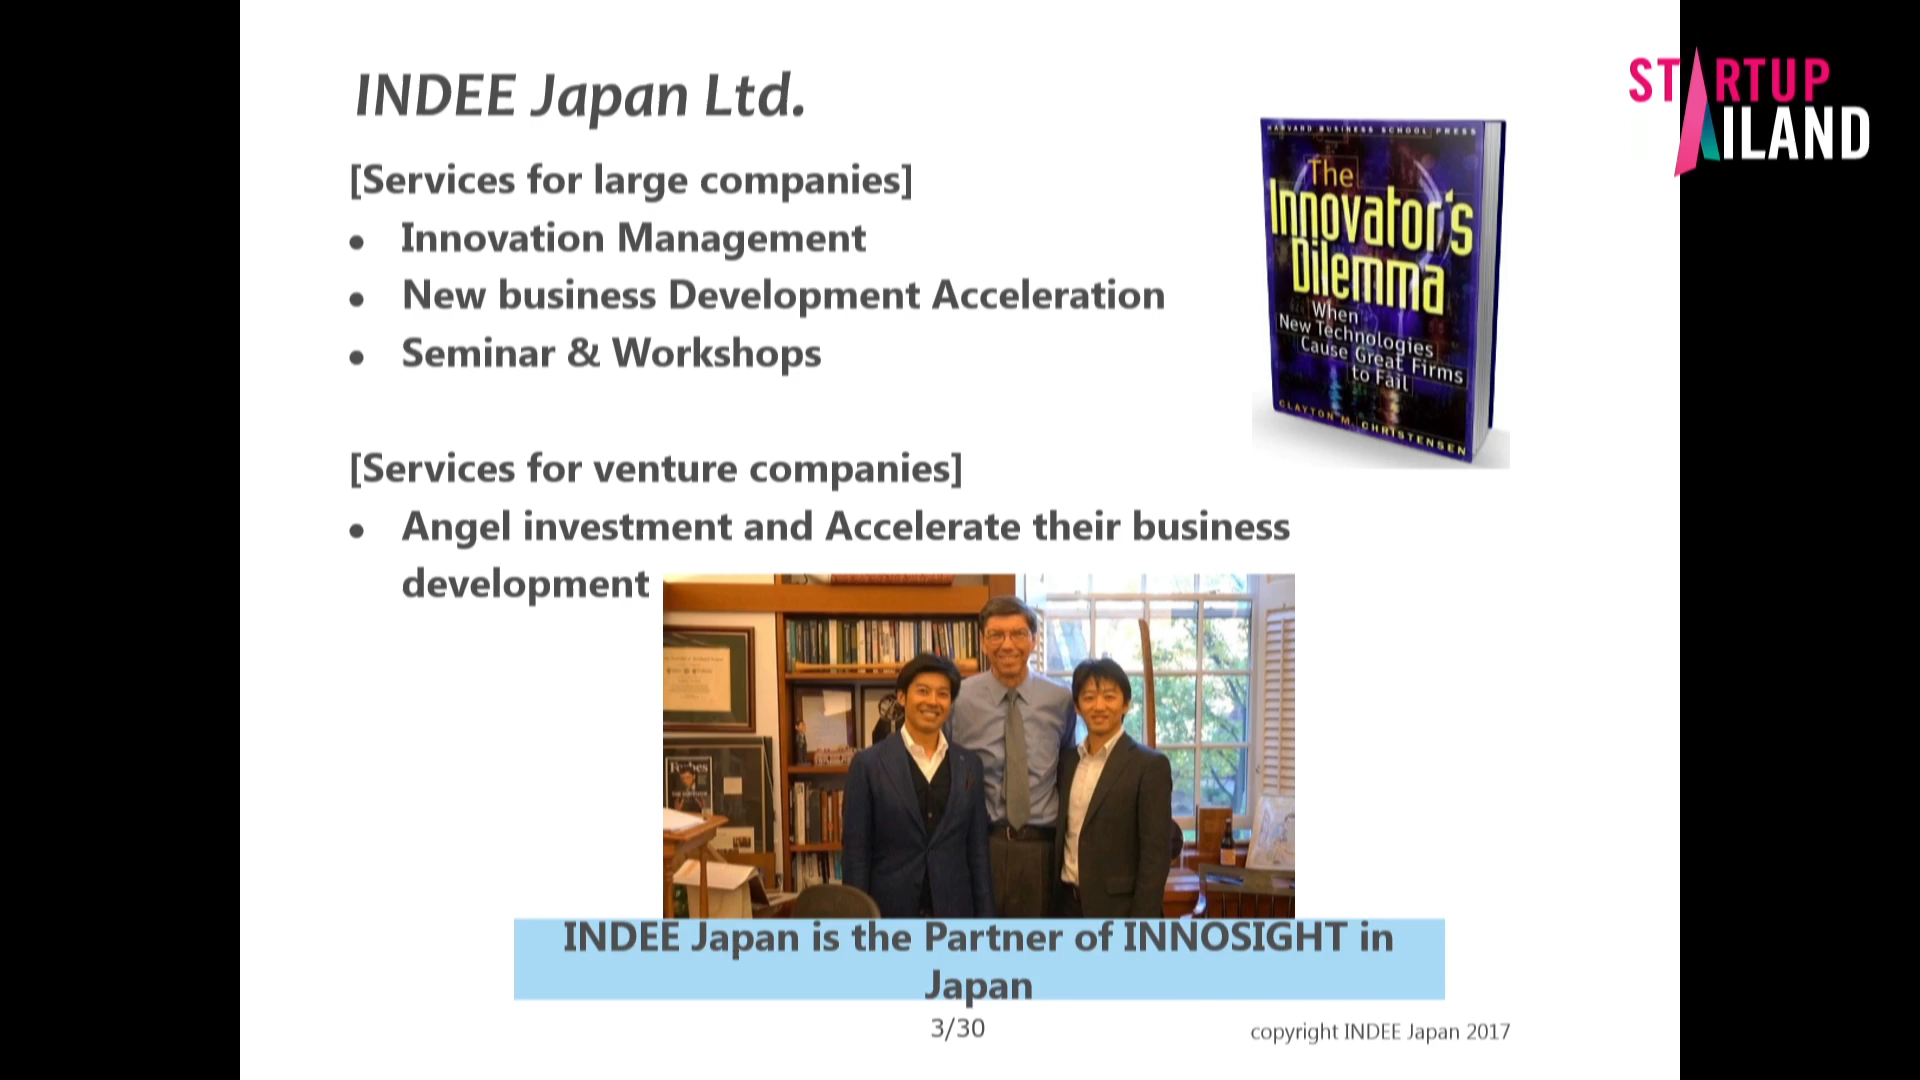 INDEE Japan Ltd.
STARTUP
AILAND
[Services for large companies]
● Innovation Management
● New business Development Acceleration
● Seminar & Workshops
HARVARD BUSINESS SCHOOL PRESS
The
Innovator's
Dilemma
When
New Technologies
Cause Great Firms
to Fail
CLAYTON M. CHRISTENSEN
[Services for venture companies]
● Angel investment and Accelerate their business
development
Forbes
INDEE Japan is the Partner of INNOSIGHT in
Japan
3/30
copyright INDEE Japan 2017